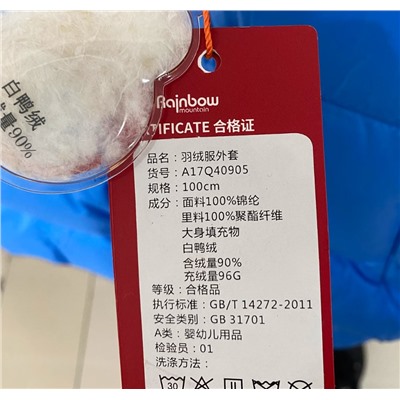 白鸭绒
量90%
Rainbow
mountain
TIFICATE 合格证
品名：羽绒服外套
货号：A17Q40905
规格：100cm
成分：面料100%锦纶
里料100%聚酯纤维
大身填充物
白鸭绒
含绒量90%
充绒量96G
等级：合格品
执行标准：GB/T 14272-2011
安全类别：GB 31701
A类：婴幼儿用品
检验员：01
洗涤方法：
30